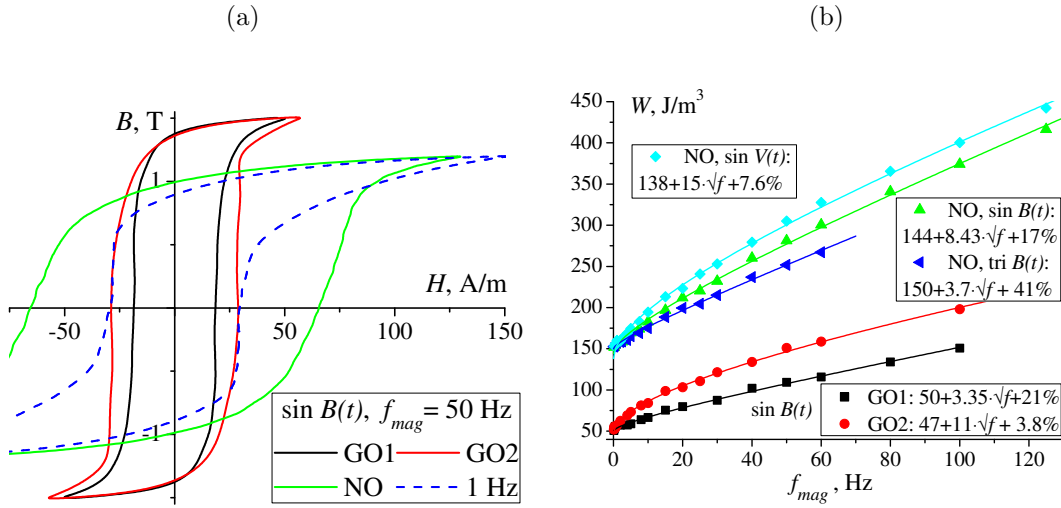 (a)
(b)
B, T
1
H, A/m
-50
0
50
100
150
-1
sin B(t), f_mag = 50 Hz
GO1 GO2
NO 1 Hz
W, J/m³
450
400
350
300
250
200
150
100
50
0
NO, sin V(t):
138+15·√f +7.6%
NO, sin B(t):
144+8.43·√f +17%
NO, tri B(t):
150+3.7·√f + 41%
sin B(t)
GO1: 50+3.35·√f+21%
GO2: 47+11·√f + 3.8%
0 20 40 60 80 100 120
f_mag , Hz